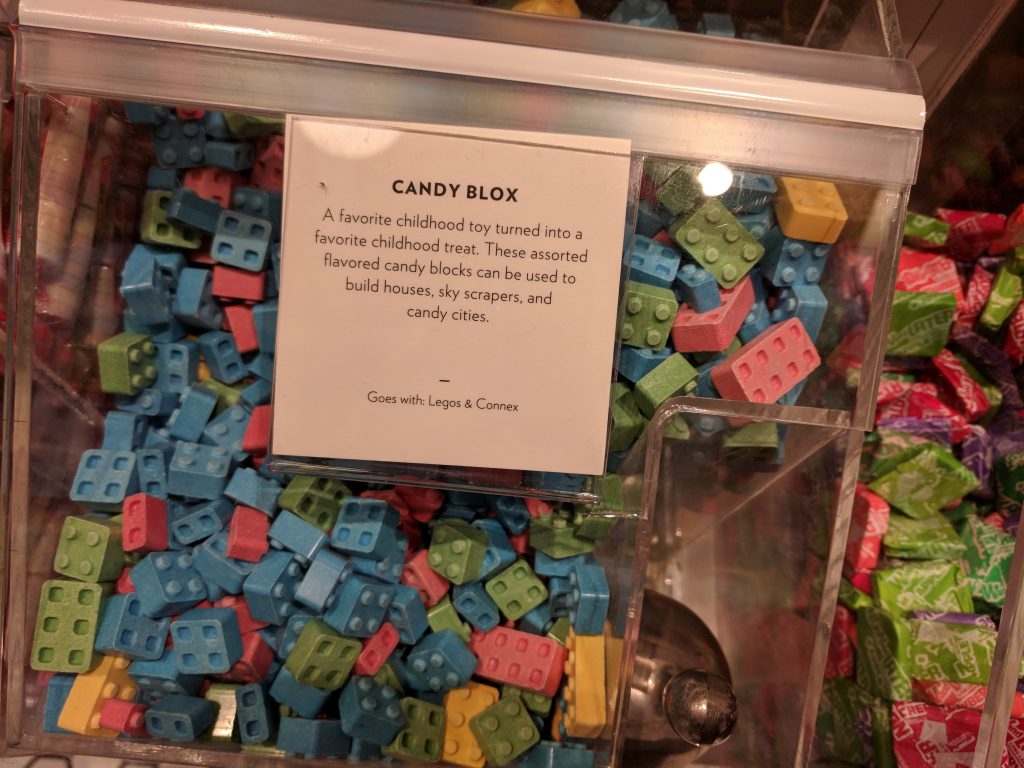 CANDY BLOX
A favorite childhood toy turned into a
favorite childhood treat. These assorted
flavored candy blocks can be used to
build houses, sky scrapers, and
candy cities.
–
Goes with: Legos & Connex